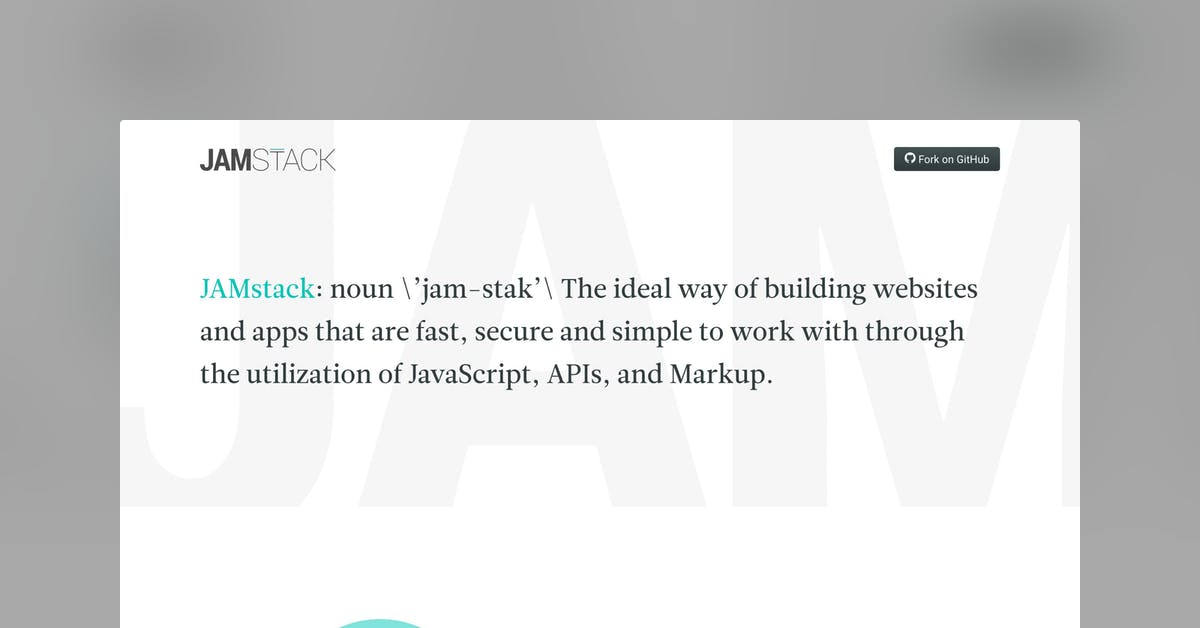 JAMSTACK
Fork on GitHub
JAMstack: noun \’jam-stak’\ The ideal way of building websites
and apps that are fast, secure and simple to work with through
the utilization of JavaScript, APIs, and Markup.
JAM